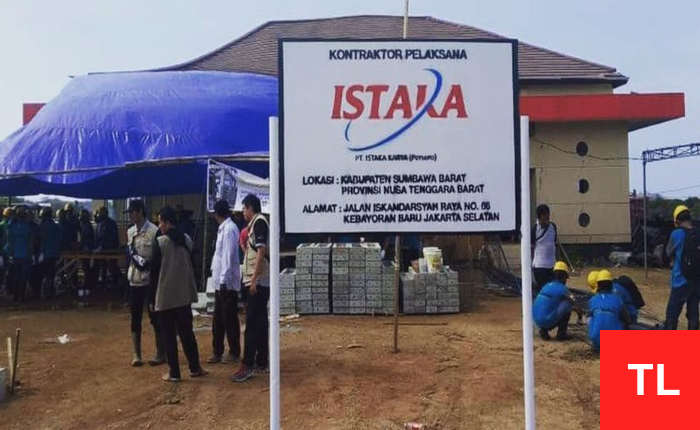 KONTRAKTOR PELAKSANA
ISTAKA
PT. ISTAKA KARYA (Persero)
LOKASI : KABUPATEN SUMBAWA BARAT
PROVINSI NUSA TENGGARA BARAT
ALAMAT : JALAN ISKANDARSYAH RAYA NO. 66
KEBAYORAN BARU JAKARTA SELATAN
TL